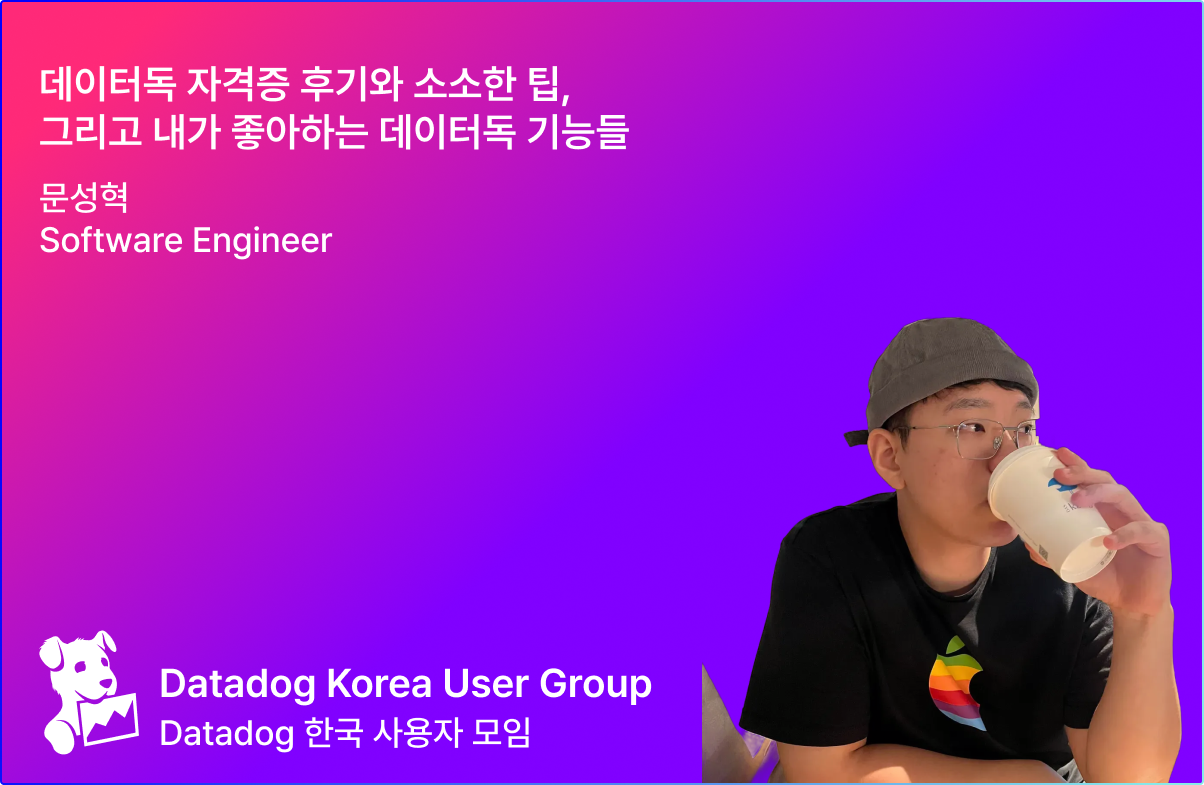 데이터독 자격증 후기와 소소한 팁,
그리고 내가 좋아하는 데이터독 기능들
문성혁
Software Engineer
Datadog Korea User Group
Datadog 한국 사용자 모임